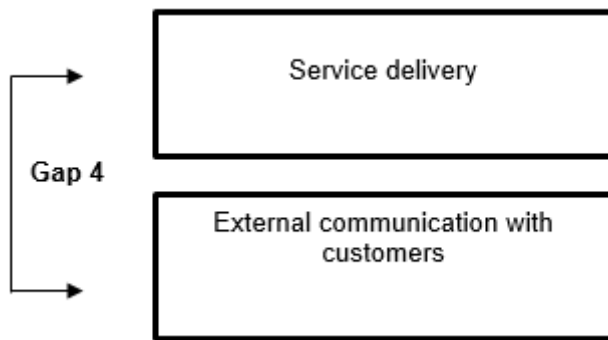 Service delivery
Gap 4
External communication with
customers